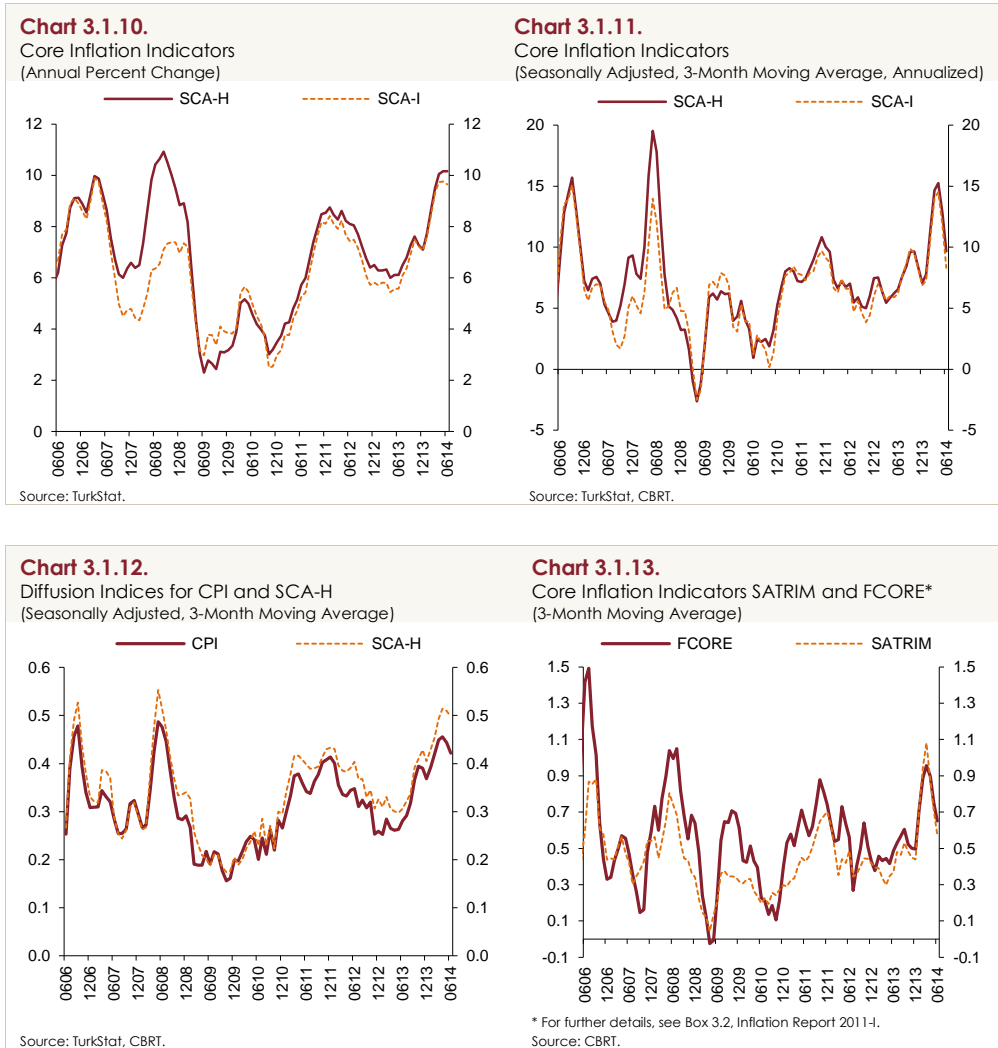 Chart 3.1.10.
Core Inflation Indicators
(Annual Percent Change)
SCA-H SCA-I
12 12
10 10
8 8
6 6
4 4
2 2
0 0
0606 1206 0607 1207 0608 1208 0609 1209 0610 1210 0611 1211 0612 1212 0613 1213 0614
Source: TurkStat.
Chart 3.1.11.
Core Inflation Indicators
(Seasonally Adjusted, 3-Month Moving Average, Annualized)
SCA-H SCA-I
20 20
15 15
10 10
5 5
0 0
-5 -5
0606 1206 0607 1207 0608 1208 0609 1209 0610 1210 0611 1211 0612 1212 0613 1213 0614
Source: TurkStat, CBRT.
Chart 3.1.12.
Diffusion Indices for CPI and SCA-H
(Seasonally Adjusted, 3-Month Moving Average)
CPI SCA-H
0.6 0.6
0.5 0.5
0.4 0.4
0.3 0.3
0.2 0.2
0.1 0.1
0.0 0.0
0606 1206 0607 1207 0608 1208 0609 1209 0610 1210 0611 1211 0612 1212 0613 1213 0614
Source: TurkStat, CBRT.
Chart 3.1.13.
Core Inflation Indicators SATRIM and FCORE*
(3-Month Moving Average)
FCORE SATRIM
1.5 1.5
1.3 1.3
1.1 1.1
0.9 0.9
0.7 0.7
0.5 0.5
0.3 0.3
0.1 0.1
-0.1 -0.1
0606 1206 0607 1207 0608 1208 0609 1209 0610 1210 0611 1211 0612 1212 0613 1213 0614
* For further details, see Box 3.2, Inflation Report 2011-I.
Source: CBRT.